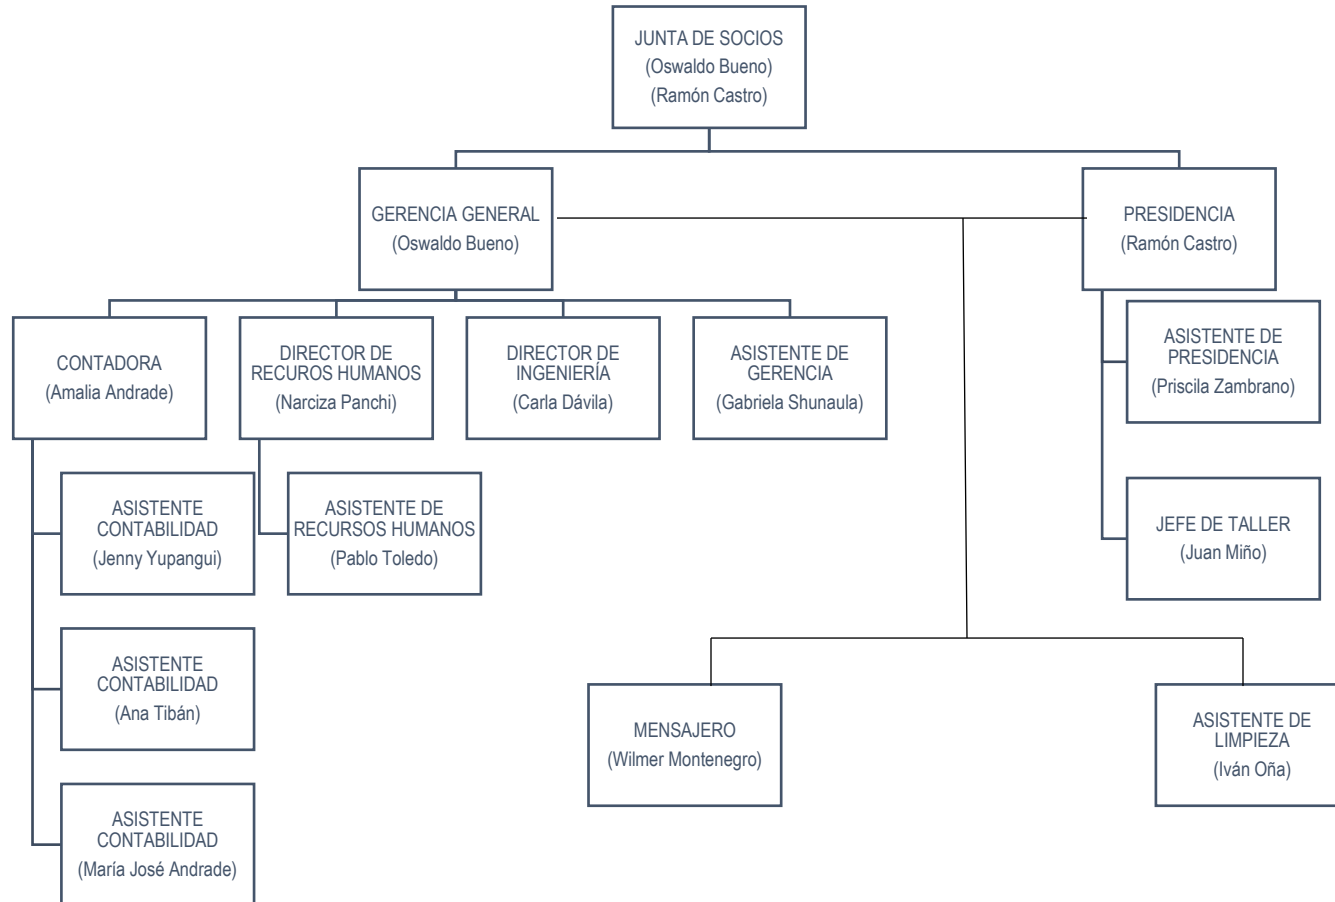 JUNTA DE SOCIOS
(Oswaldo Bueno)
(Ramón Castro)
GERENCIA GENERAL
(Oswaldo Bueno)
PRESIDENCIA
(Ramón Castro)
CONTADORA
(Amalia Andrade)
DIRECTOR DE
RECUROS HUMANOS
(Narciza Panchi)
DIRECTOR DE
INGENIERÍA
(Carla Dávila)
ASISTENTE DE
GERENCIA
(Gabriela Shunaula)
ASISTENTE DE
PRESIDENCIA
(Priscila Zambrano)
ASISTENTE
CONTABILIDAD
(Jenny Yupangui)
ASISTENTE DE
RECURSOS HUMANOS
(Pablo Toledo)
JEFE DE TALLER
(Juan Miño)
ASISTENTE
CONTABILIDAD
(Ana Tibán)
MENSAJERO
(Wilmer Montenegro)
ASISTENTE DE
LIMPIEZA
(Iván Oña)
ASISTENTE
CONTABILIDAD
(María José Andrade)